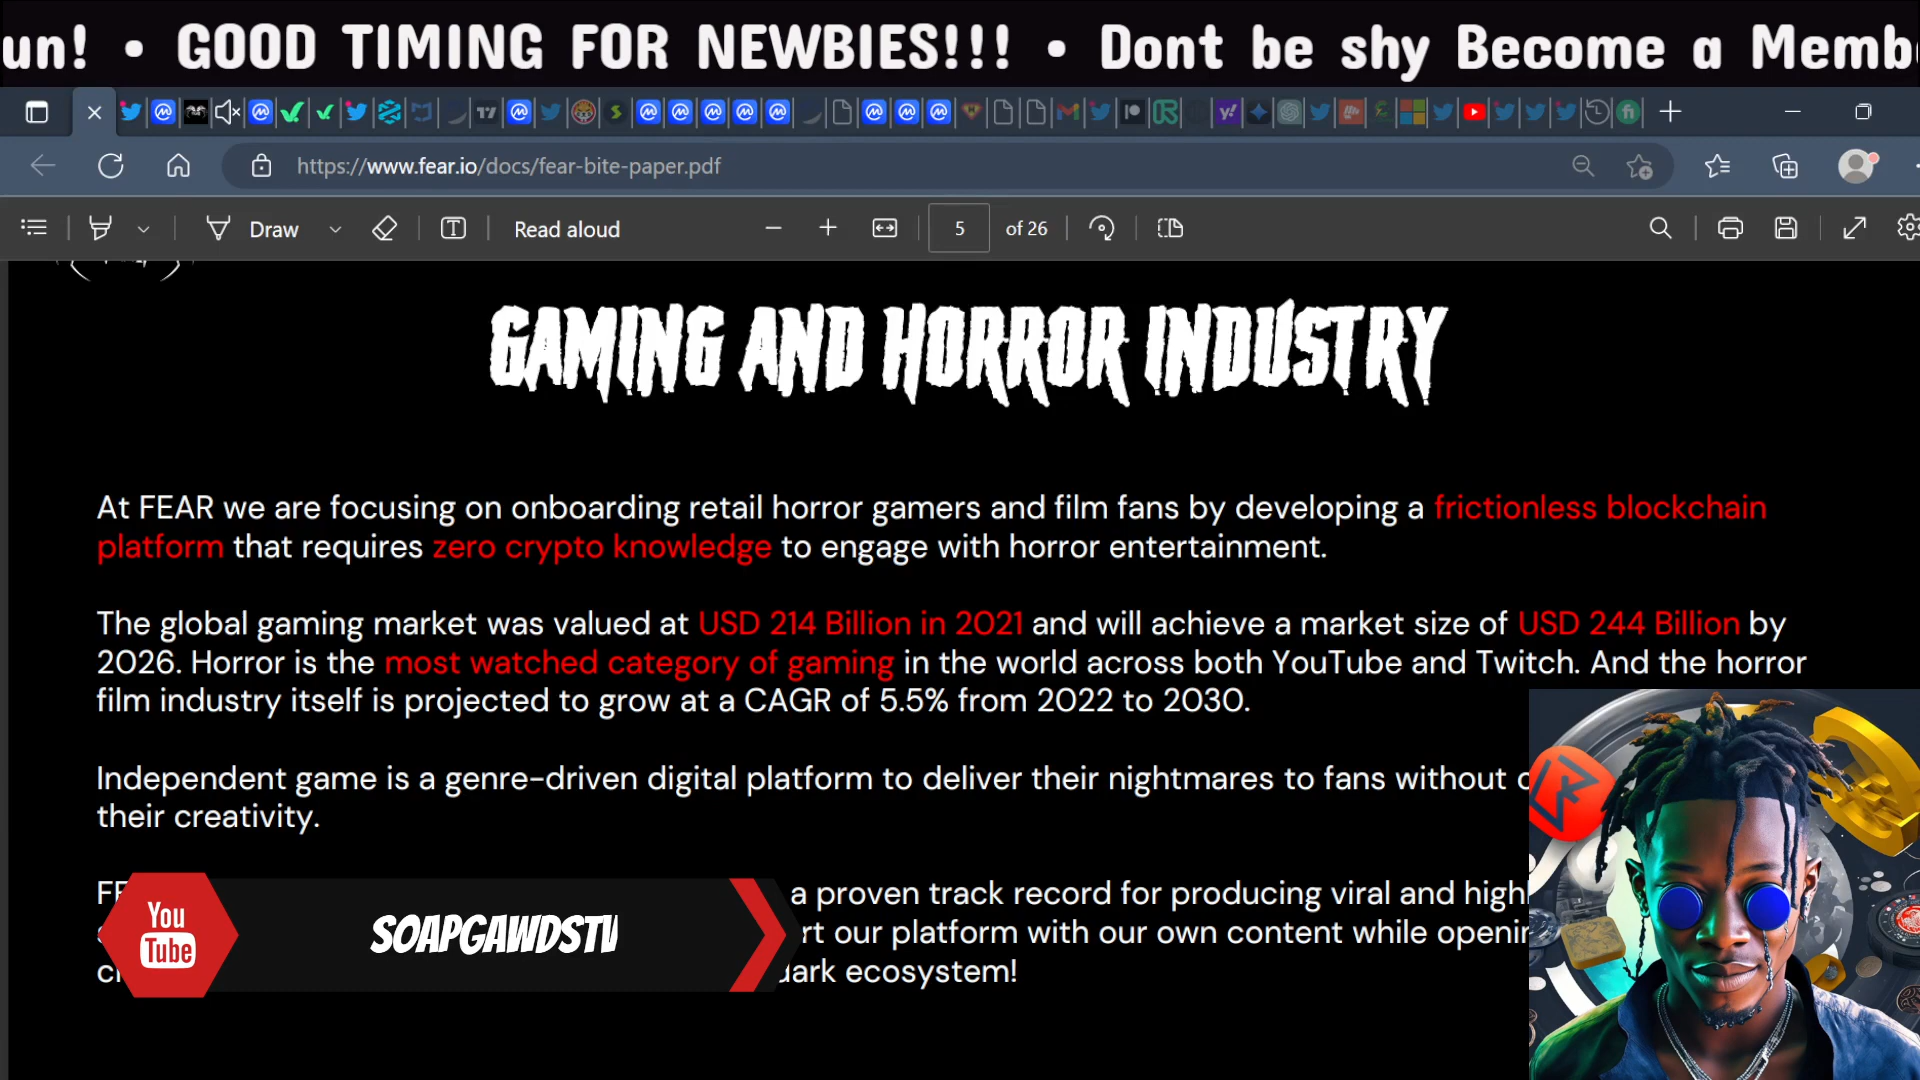 un! • GOOD TIMING FOR NEWBIES!!! • Dont be shy Become a Memb
https://www.fear.io/docs/fear-bite-paper.pdf
Draw
Read aloud
5 of 26
GAMING AND HORROR INDUSTRY
At FEAR we are focusing on onboarding retail horror gamers and film fans by developing a frictionless blockchain
platform that requires zero crypto knowledge to engage with horror entertainment.
The global gaming market was valued at USD 214 Billion in 2021 and will achieve a market size of USD 244 Billion by
2026. Horror is the most watched category of gaming in the world across both YouTube and Twitch. And the horror
film industry itself is projected to grow at a CAGR of 5.5% from 2022 to 2030.
Independent game is a genre-driven digital platform to deliver their nightmares to fans without
their creativity.
a proven track record for producing viral and high
our platform with our own content while
ecosystem!
You
Tube
SOAPGAWDSTV